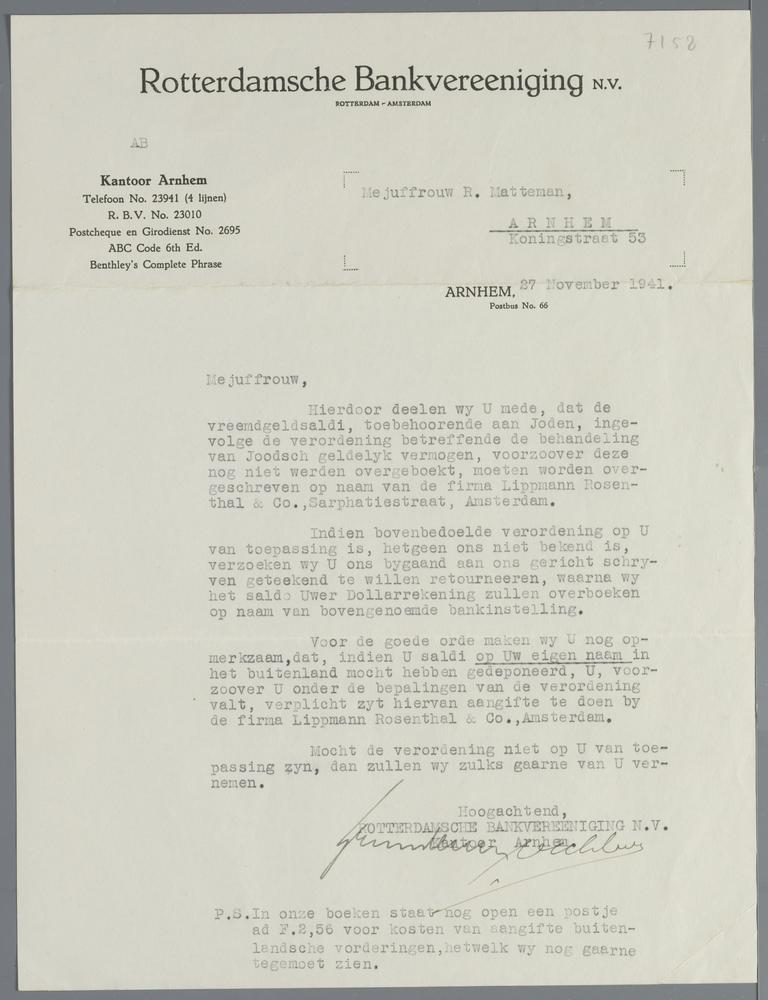 7152
Rotterdamsche Bankvereeniging N.V.
ROTTERDAM - AMSTERDAM
AB
Kantoor Arnhem
Telefoon No. 23941 (4 lijnen)
R. B. V. No. 23010
Postcheque en Girodienst No. 2695
ABC Code 6th Ed.
Benthley's Complete Phrase
Mejuffrouw R. Matteman,
ARNHEM
Koningstraat 53
ARNHEM, 27 November 1941.
Postbus No. 66
Mejuffrouw,
Hierdoor deelen wy U mede, dat de
vreemdgeldsaldi, toebehoorende aan Joden, inge-
volge de verordening betreffende de behandeling
van Joodsch geldelyk vermogen, voorzoover deze
nog niet werden overgeboekt, moeten worden over-
geschreven op naam van de firma Lippmann Rosen-
thal & Co.,Sarphatiestraat, Amsterdam.
Indien bovenbedoelde verordening op U
van toepassing is, hetgeen ons niet bekend is,
verzoeken wy U ons bygaand aan ons gericht schry-
ven geteekend te willen retourneeren, waarna wy
het saldo Uwer Dollarrekening zullen overboeken
op naam van bovengenoemde bankinstelling.
Voor de goede orde maken wy U nog op-
merkzaam,dat, indien U saldi op Uw eigen naam in
het buitenland mocht hebben gedeponeerd, U, voor-
zoover U onder de bepalingen van de verordening
valt, verplicht zyt hiervan aangifte te doen by
de firma Lippmann Rosenthal & Co.,Amsterdam.
Mocht de verordening niet op U van toe-
passing zyn, dan zullen wy zulks gaarne van U ver-
nemen.
Hoogachtend,
ROTTERDAMSCHE BANKVEREENIGING N.V.
Kantoor Arnhem
P.S.In onze boeken staat nog open een postje
ad F.2,56 voor kosten van aangifte buiten-
landsche vorderingen,hetwelk wy nog gaarne
tegemoet zien.